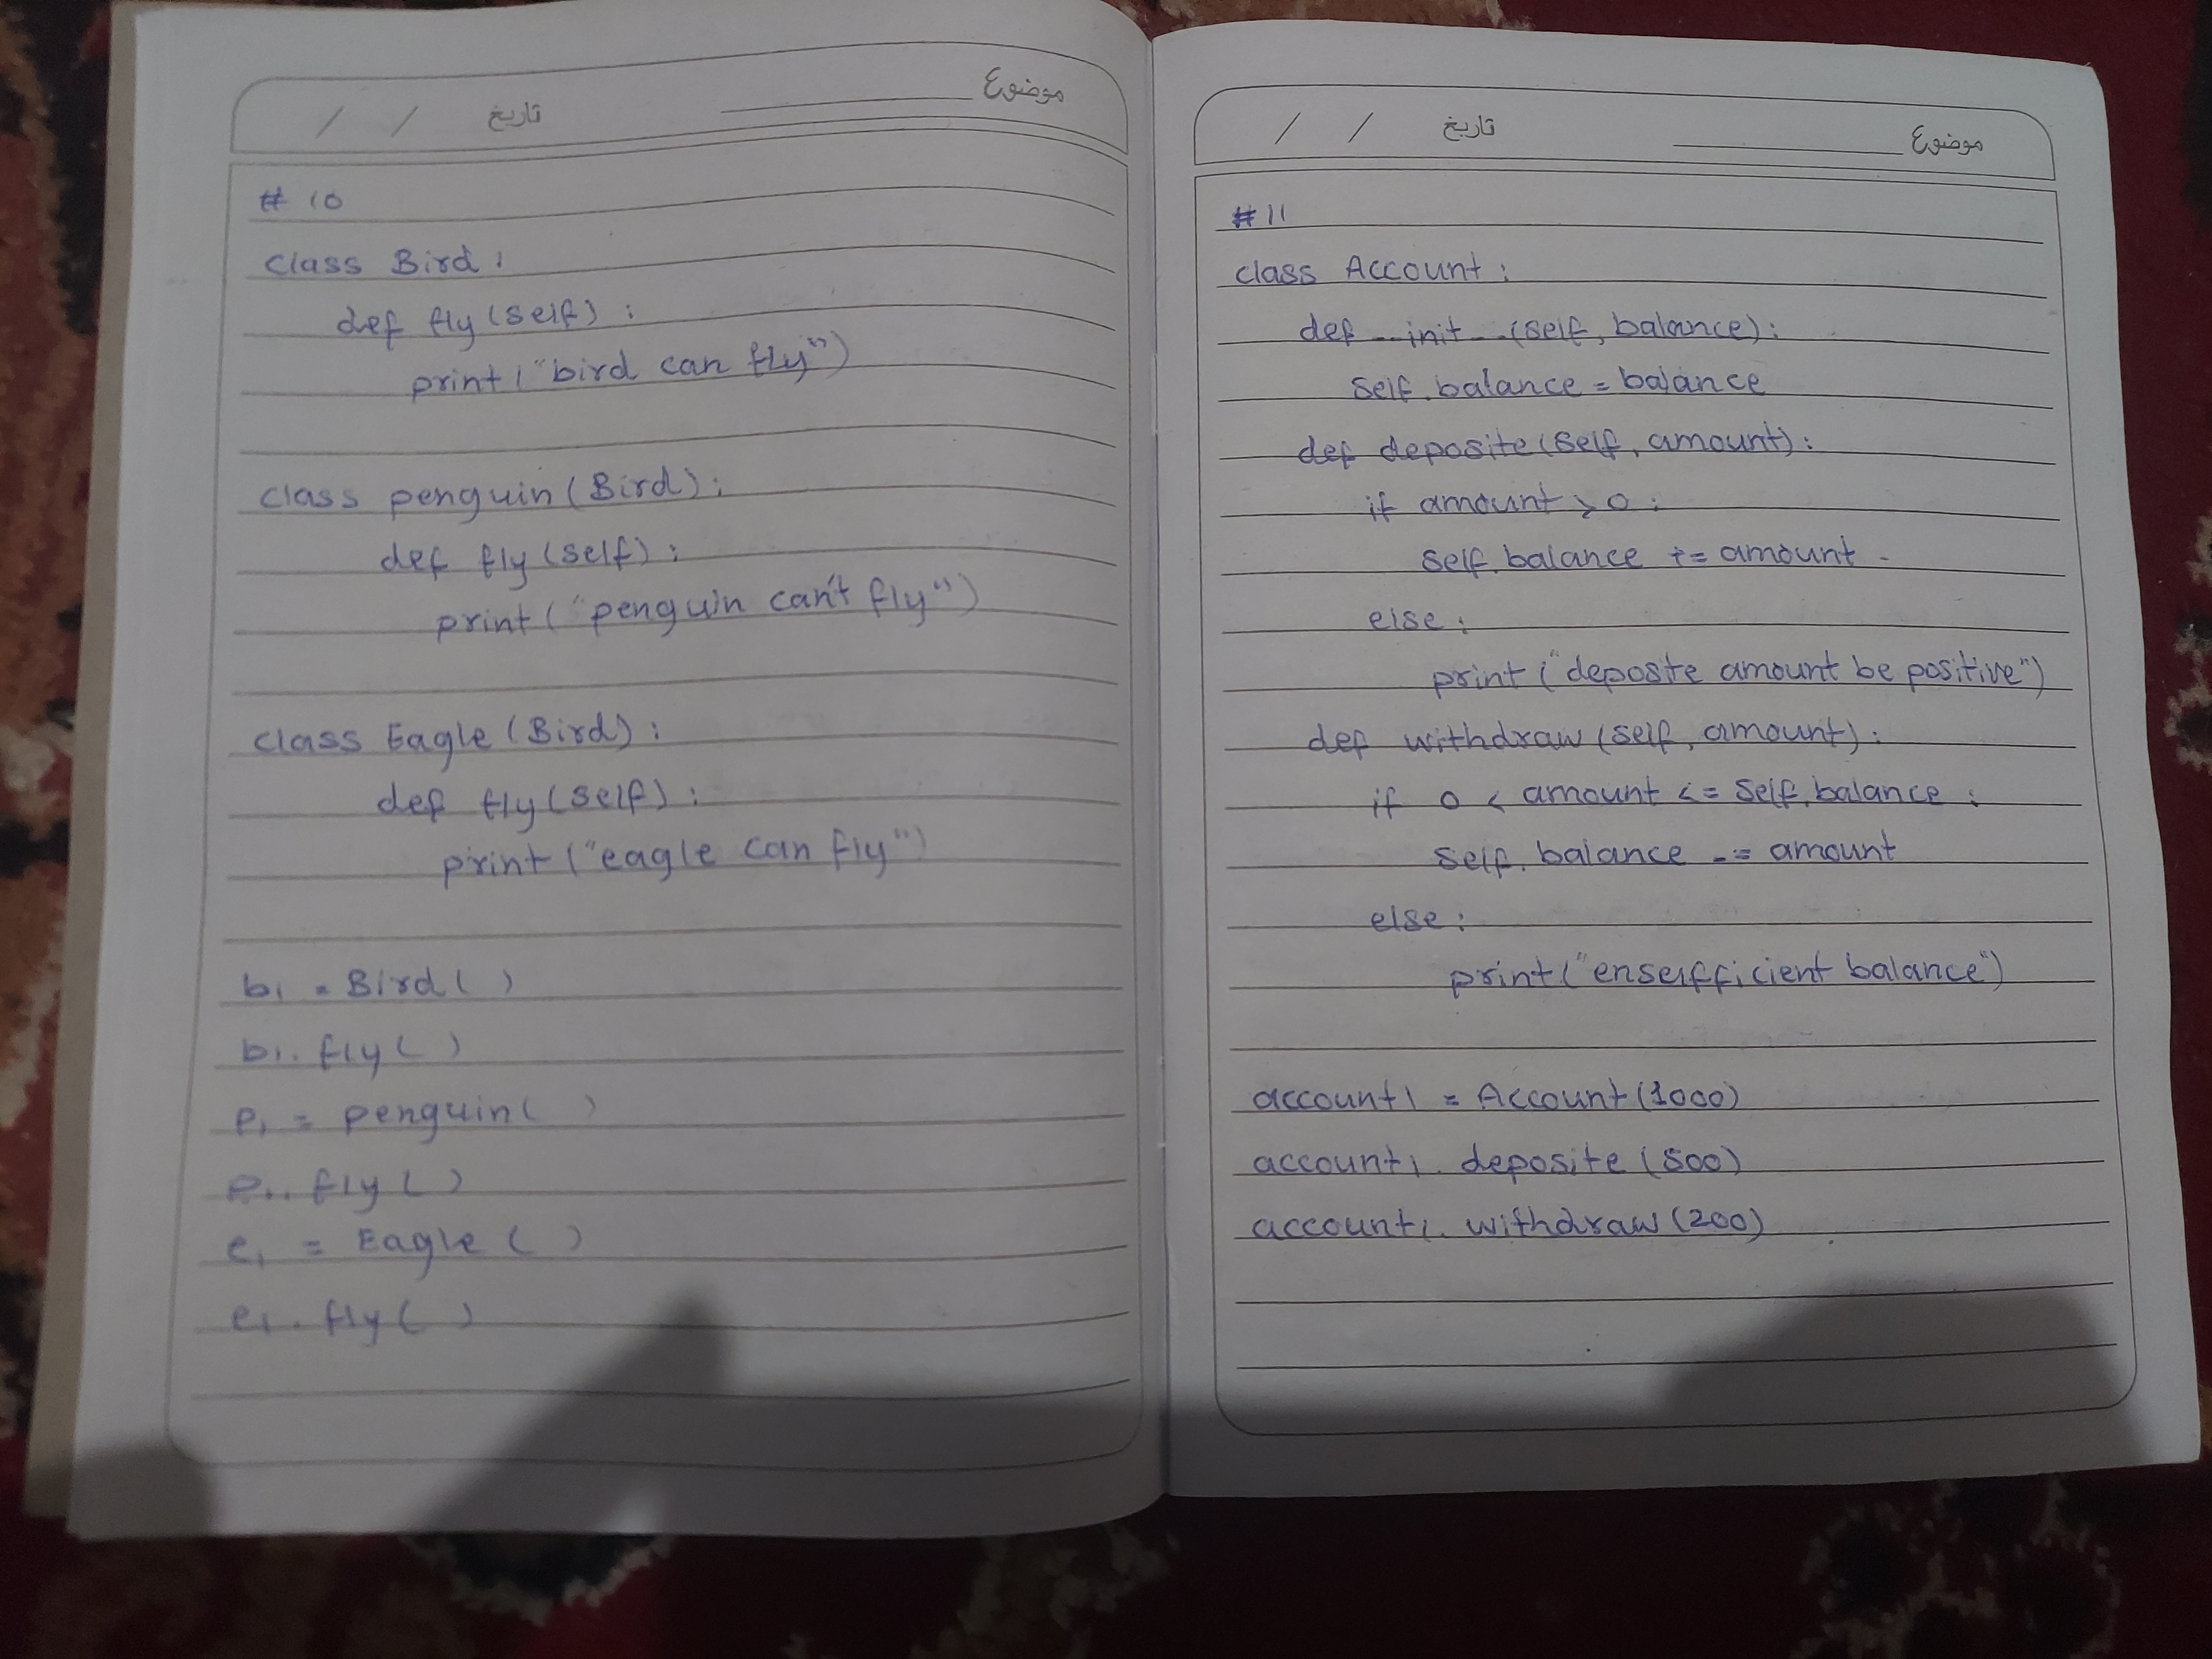 / / تاریخ موضوع
# 10
class Bird:
def fly(self):
print("bird can fly")
class penguin(Bird):
def fly(self):
print("penguin can't fly")
class Eagle(Bird):
def fly(self):
print("eagle can fly")
b1 = Bird()
b1.fly()
p1 = penguin()
p1.fly()
e1 = Eagle()
e1.fly()
/ / تاریخ موضوع
# 11
class Account:
def __init__(self, balance):
self.balance = balance
def deposite(self, amount):
if amount > 0:
self.balance += amount
else:
print("deposite amount be positive")
def withdraw(self, amount):
if 0 < amount <= self.balance:
self.balance -= amount
else:
print("enseffi,cient balance")
account1 = Account(1000)
account1.deposite(500)
account1.withdraw(200)